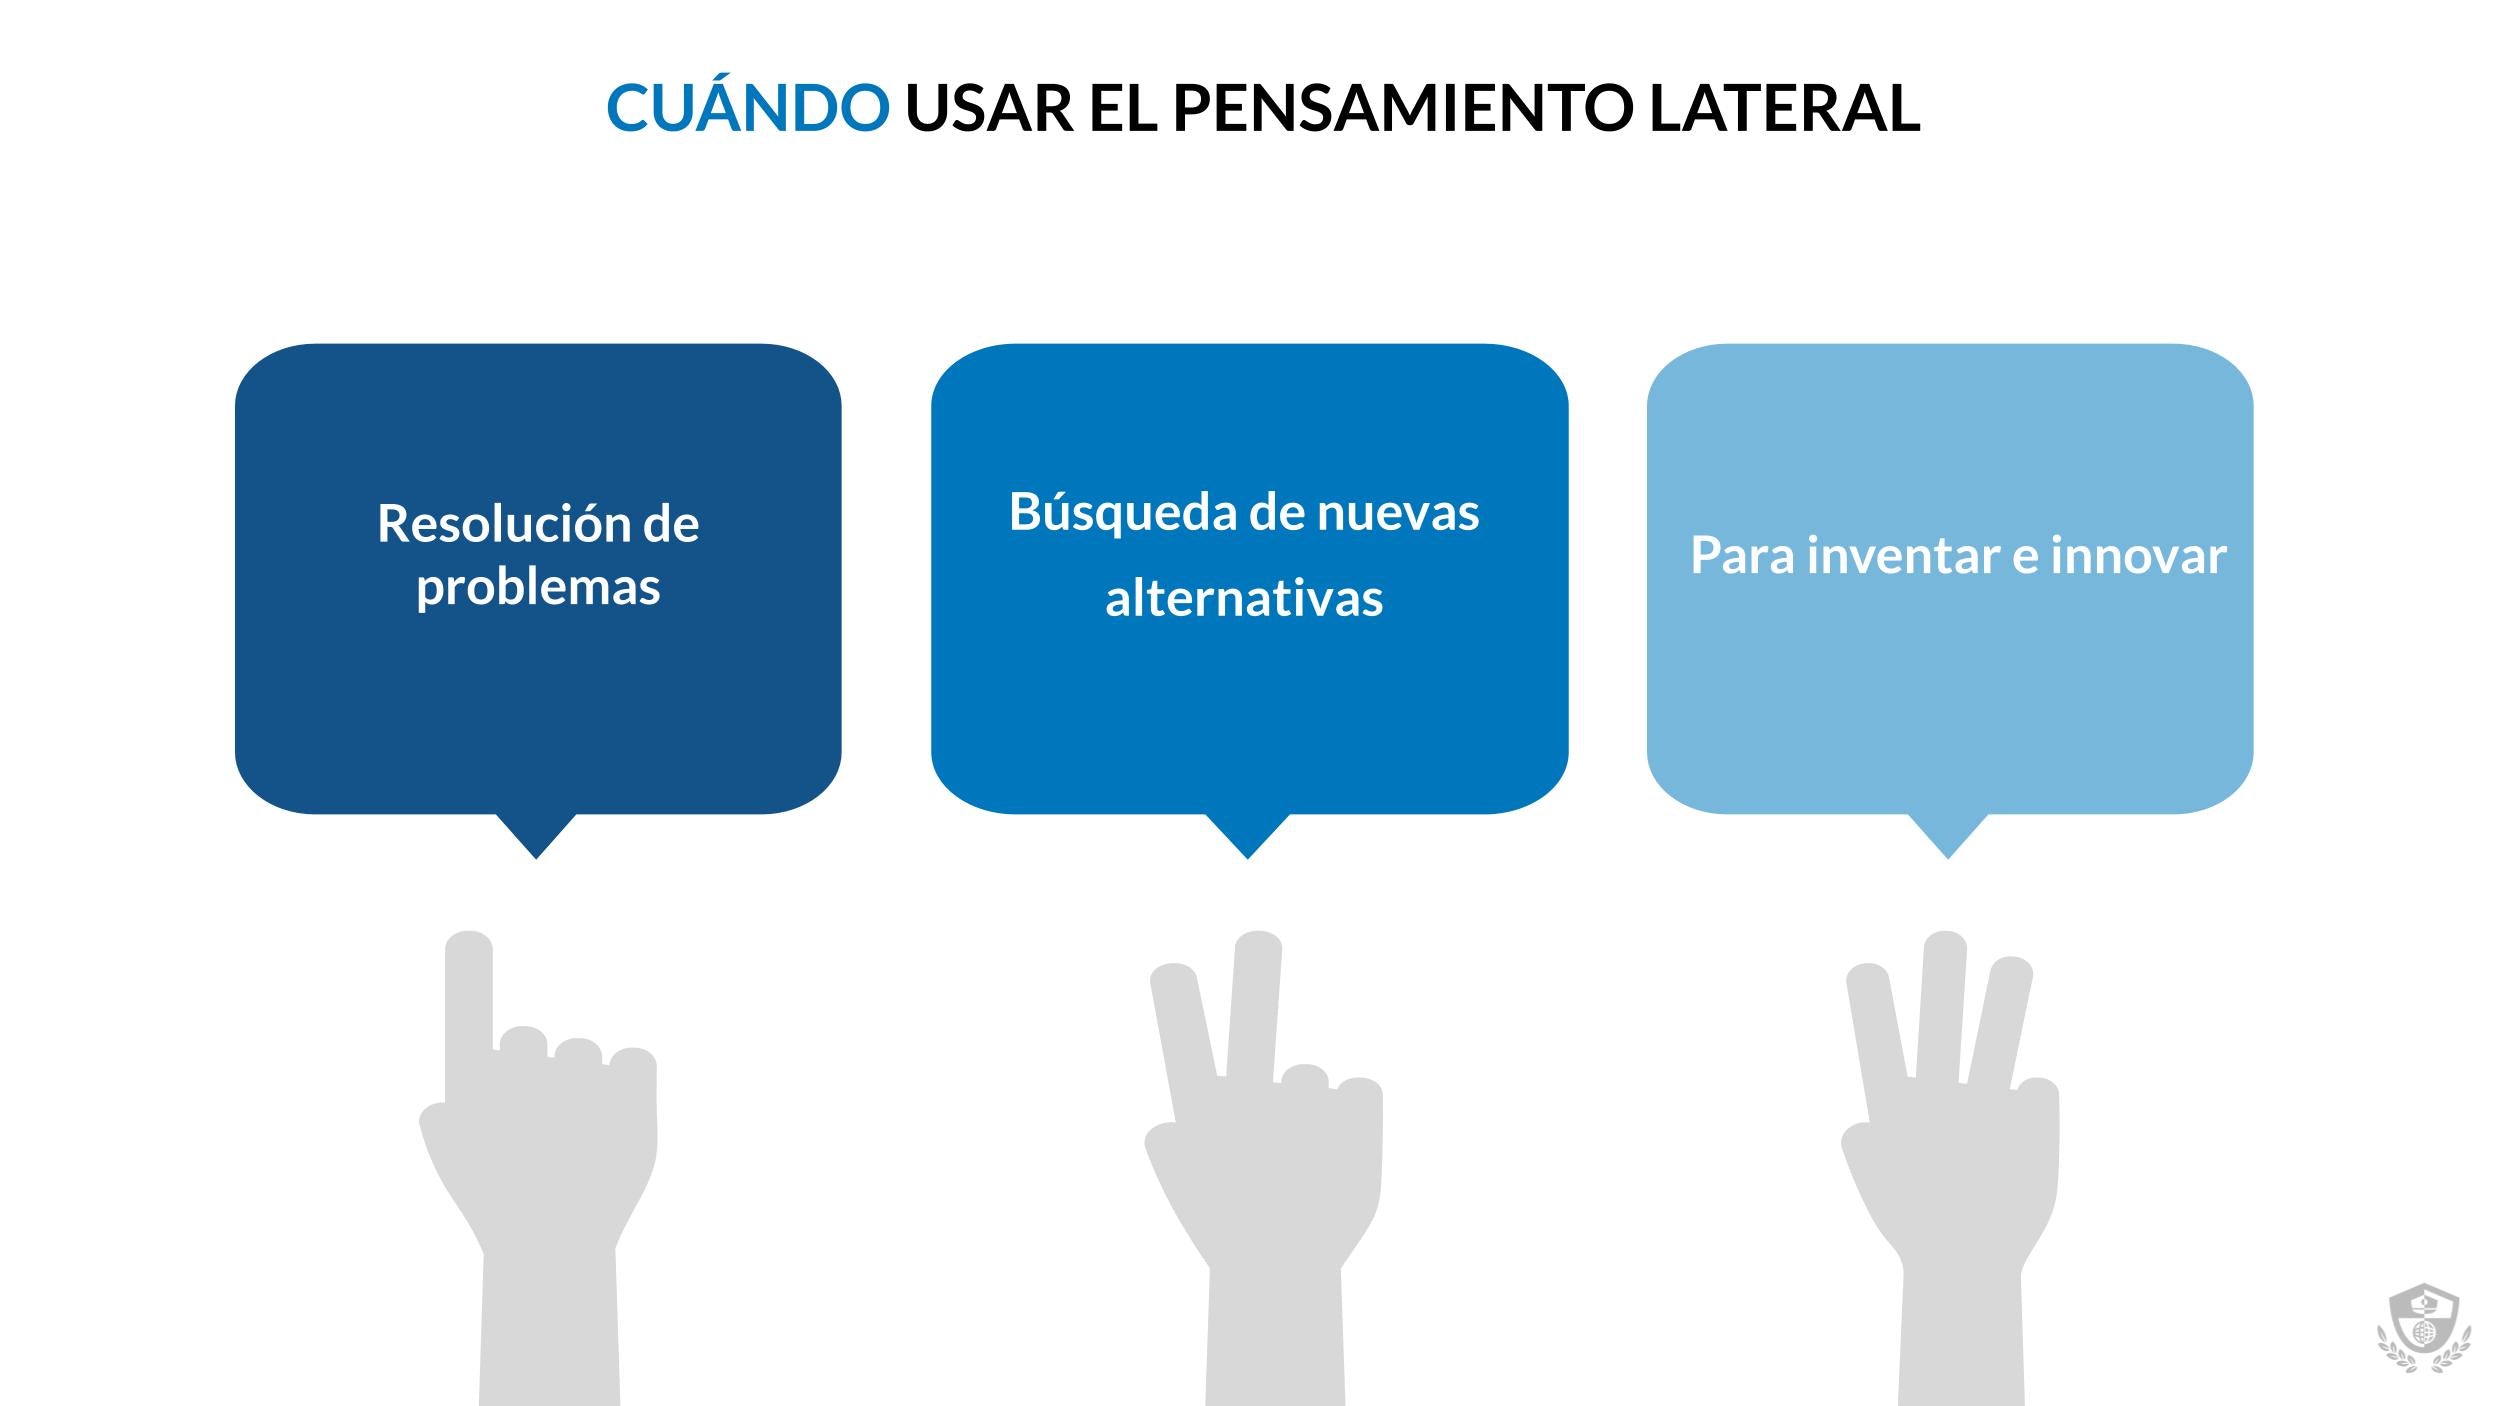 CUÁNDO USAR EL PENSAMIENTO LATERAL
Resolución de
problemas
Búsqueda de nuevas
alternativas
Para inventar e innovar